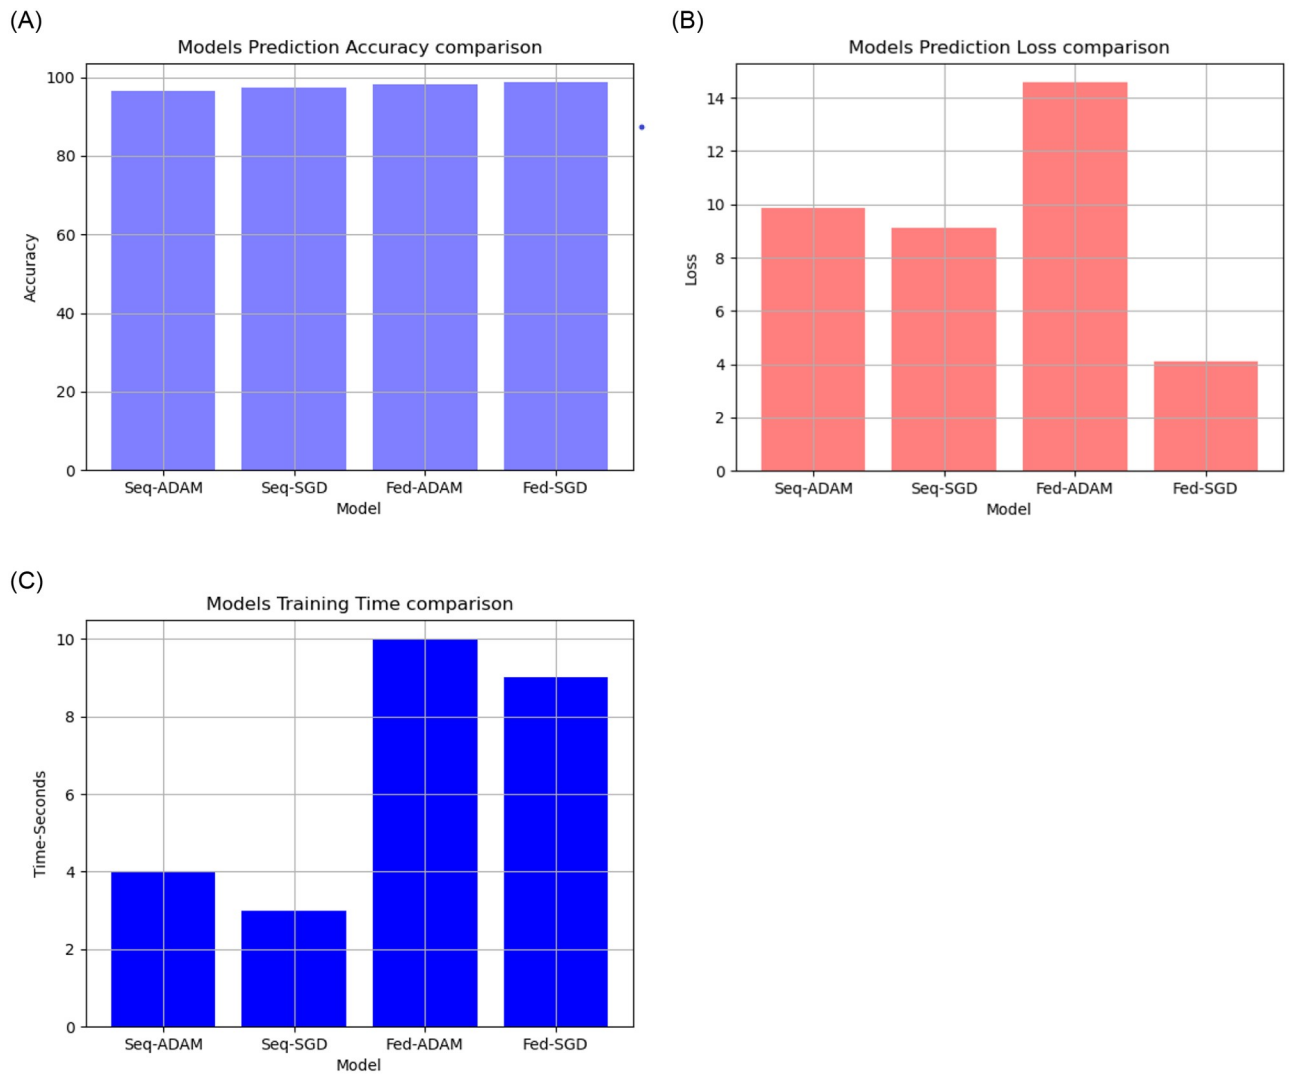 (A)
Models Prediction Accuracy comparison
100
80
60
40
20
0
Accuracy
Seq-ADAM Seq-SGD Fed-ADAM Fed-SGD
Model
(B)
Models Prediction Loss comparison
14
12
10
8
6
4
2
0
Loss
Seq-ADAM Seq-SGD Fed-ADAM Fed-SGD
Model
(C)
Models Training Time comparison
10
8
6
4
2
0
Time-Seconds
Seq-ADAM Seq-SGD Fed-ADAM Fed-SGD
Model